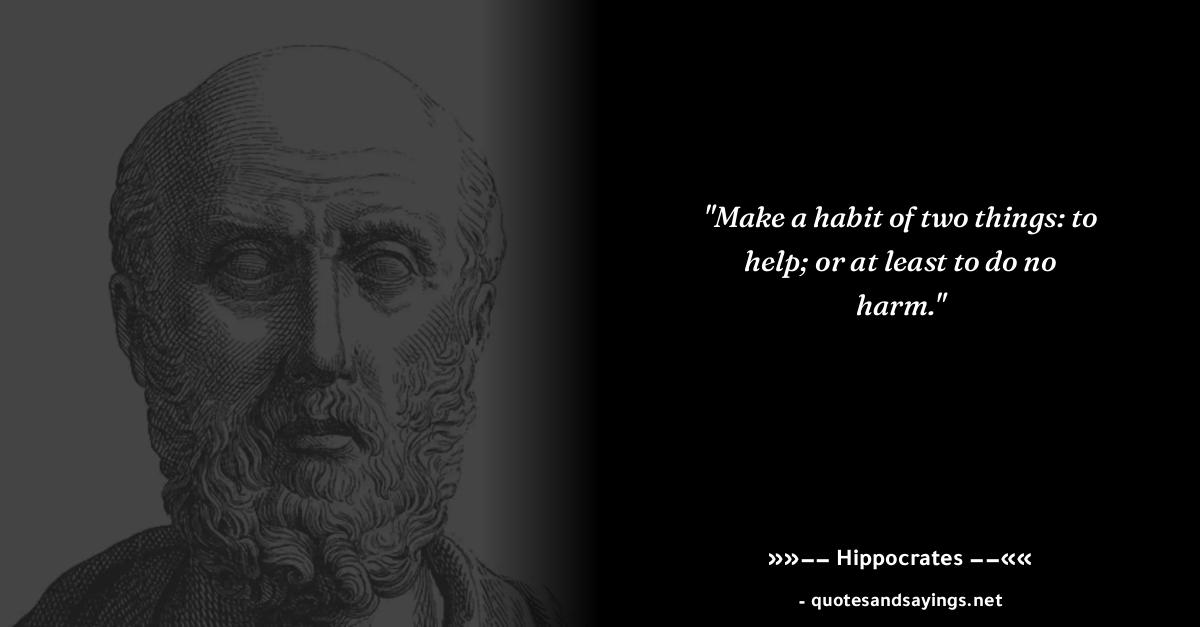 "Make a habit of two things: to
help; or at least to do no
harm."
»»−− Hippocrates −−««
- quotesandsayings.net